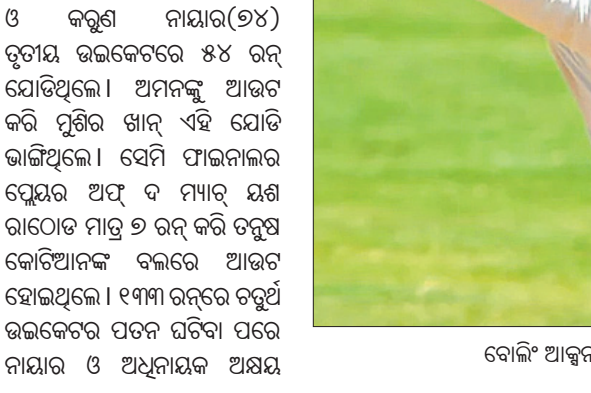 ଓ କରୁଣ ନାୟାର(୭୪)
ତୃତୀୟ ଉଇକେଟରେ ୫୪ ରନ୍
ଯୋଡିଥିଲେ। ଅମନଙ୍କୁ ଆଉଟ
କରି ମୁଶିର ଖାନ୍ ଏହି ଯୋଡି
ଭାଙ୍ଗିଥିଲେ। ସେମି ଫାଇନାଲର
ପ୍ଲେୟର ଅଫ୍ ଦ ମ୍ୟାଚ୍ ୟଶ
ରାଠୋଡ ମାତ୍ର ୭ ରନ୍ କରି ତନୁଷ
କୋଟିଆନଙ୍କ ବଲରେ ଆଉଟ
ହୋଇଥିଲେ। ୧୩୩ ରନ୍‌ରେ ଚତୁର୍ଥ
ଉଇକେଟର ପତନ ଘଟିବା ପରେ
ନାୟାର ଓ ଅଧିନାୟକ ଅକ୍ଷୟ
ବୋଲିଂ ଆକ୍ସନ